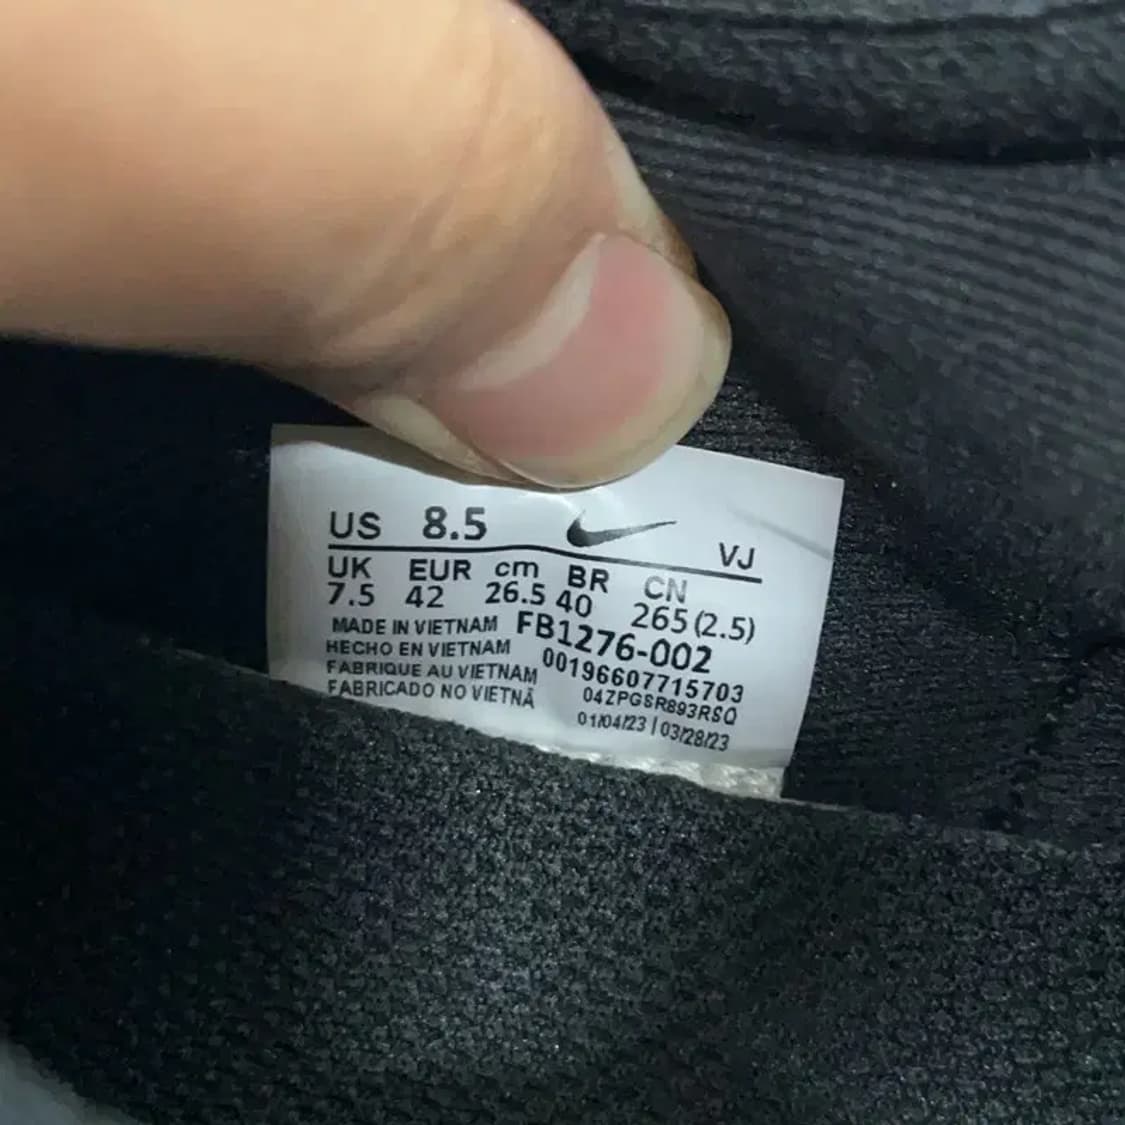 US 8.5 VJ
UK EUR cm BR CN
7.5 42 26.5 40 265 (2.5)
MADE IN VIETNAM FB1276-002
HECHO EN VIETNAM 00196607715703
FABRIQUE AU VIETNAM 04ZPGSR893RSQ
FABRICADO NO VIETNÃ 01/04/23 | 03/28/23